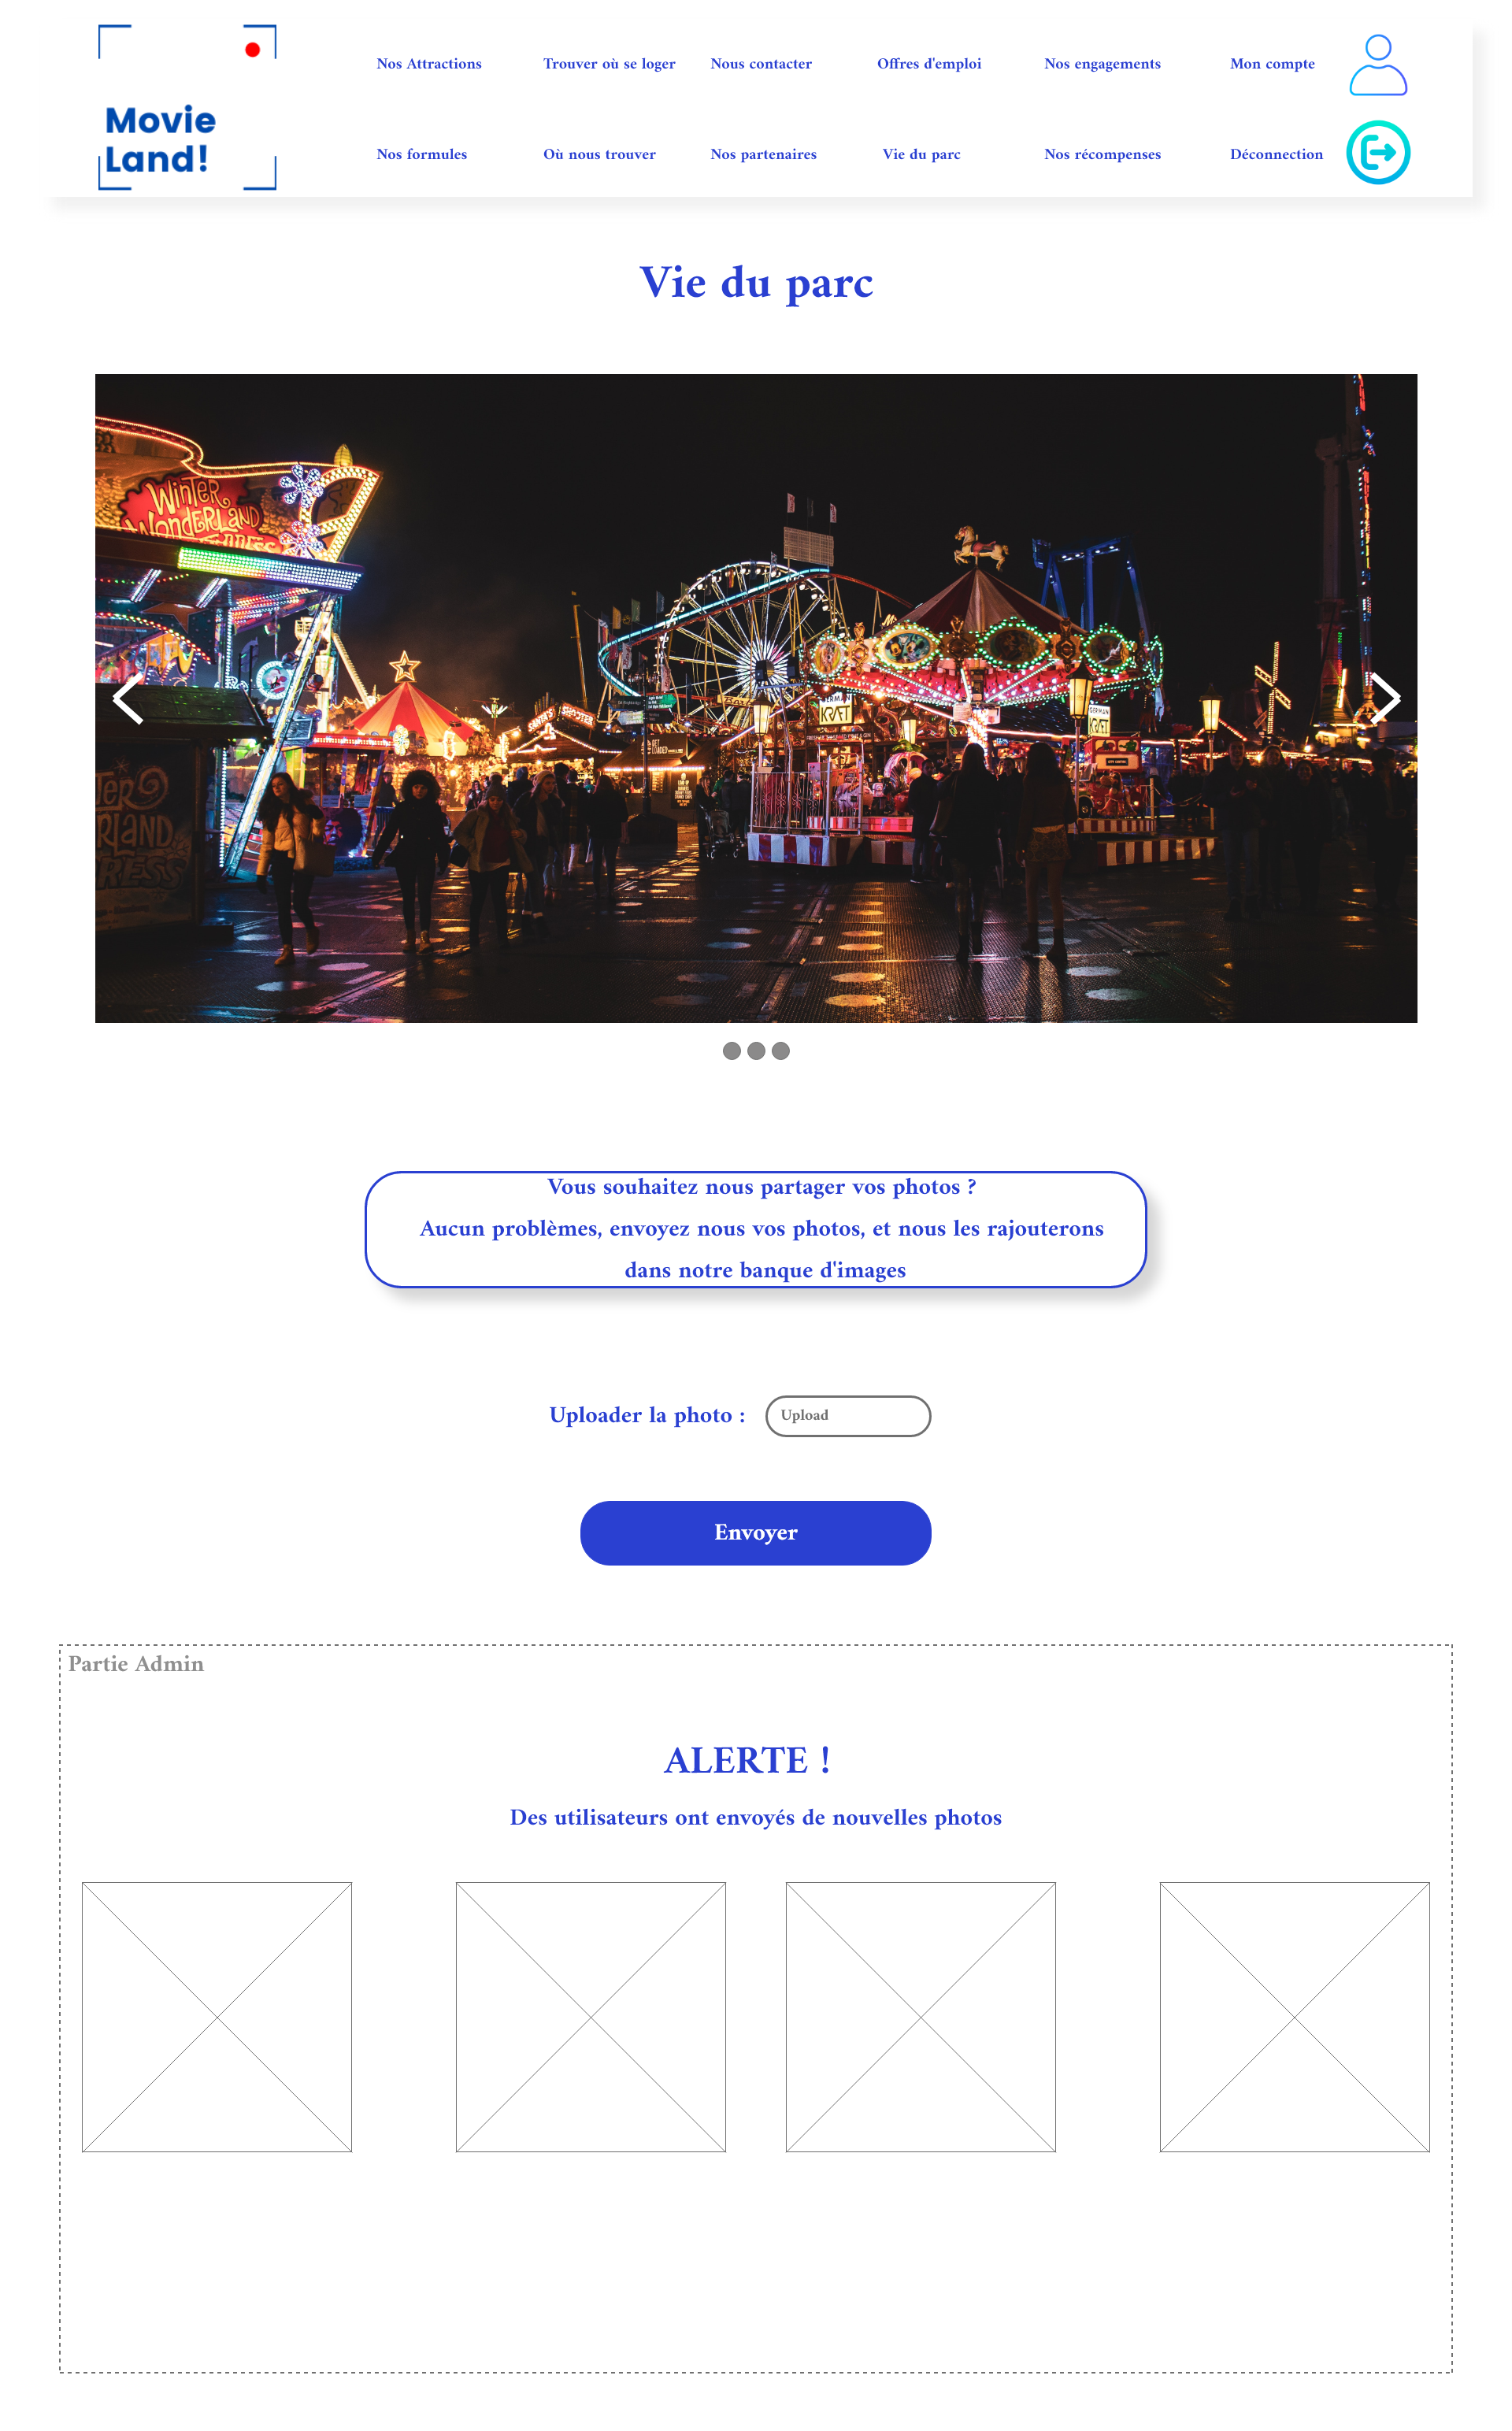 Movie
Land!
Nos Attractions
Trouver où se loger
Nous contacter
Offres d'emploi
Nos engagements
Mon compte
Nos formules
Où nous trouver
Nos partenaires
Vie du parc
Nos récompenses
Déconnection
Vie du parc
WINTER
WONDERLAND
SANTA'S SHOOTER
GERMAN
KRAFT
Vous souhaitez nous partager vos photos ?
Aucun problèmes, envoyez nous vos photos, et nous les rajouterons
dans notre banque d'images
Uploader la photo :
Upload
Envoyer
Partie Admin
ALERTE !
Des utilisateurs ont envoyés de nouvelles photos